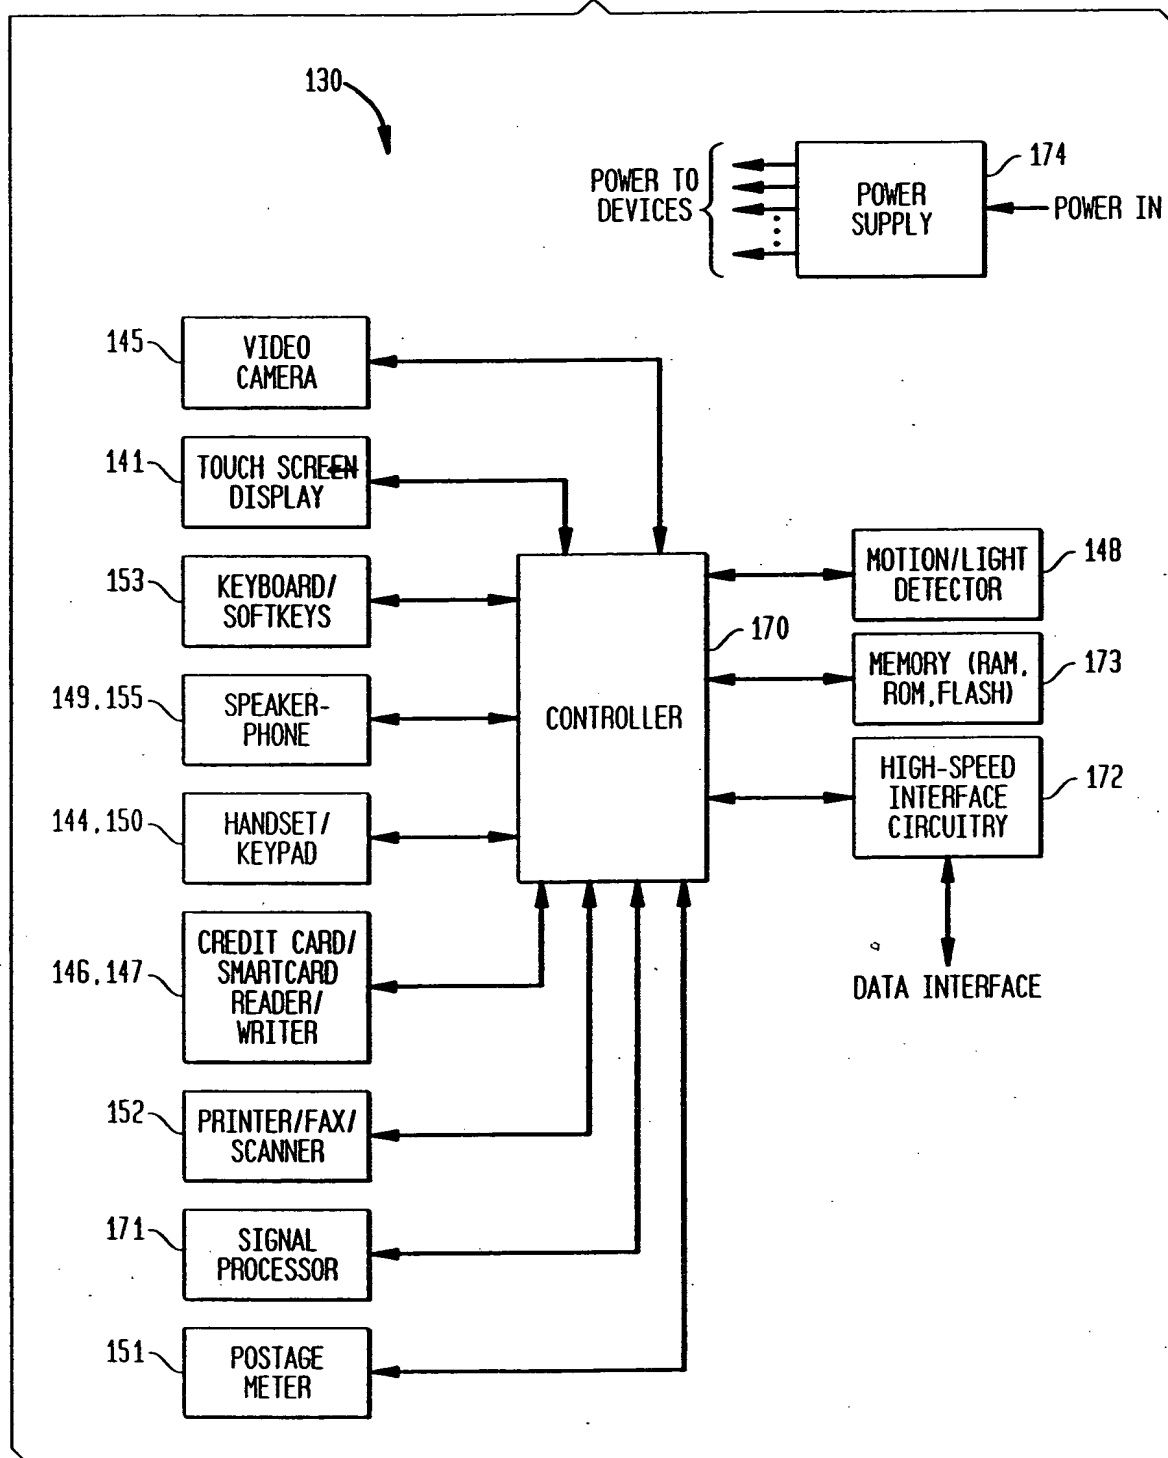 130
POWER TO
DEVICES
POWER
SUPPLY
174
POWER IN
145
VIDEO
CAMERA
141
TOUCH SCREEN
DISPLAY
153
KEYBOARD/
SOFTKEYS
149,155
SPEAKER-
PHONE
144,150
HANDSET/
KEYPAD
146,147
CREDIT CARD/
SMARTCARD
READER/
WRITER
152
PRINTER/FAX/
SCANNER
171
SIGNAL
PROCESSOR
151
POSTAGE
METER
CONTROLLER
170
MOTION/LIGHT
DETECTOR
148
MEMORY (RAM,
ROM,FLASH)
173
HIGH-SPEED
INTERFACE
CIRCUITRY
172
DATA INTERFACE